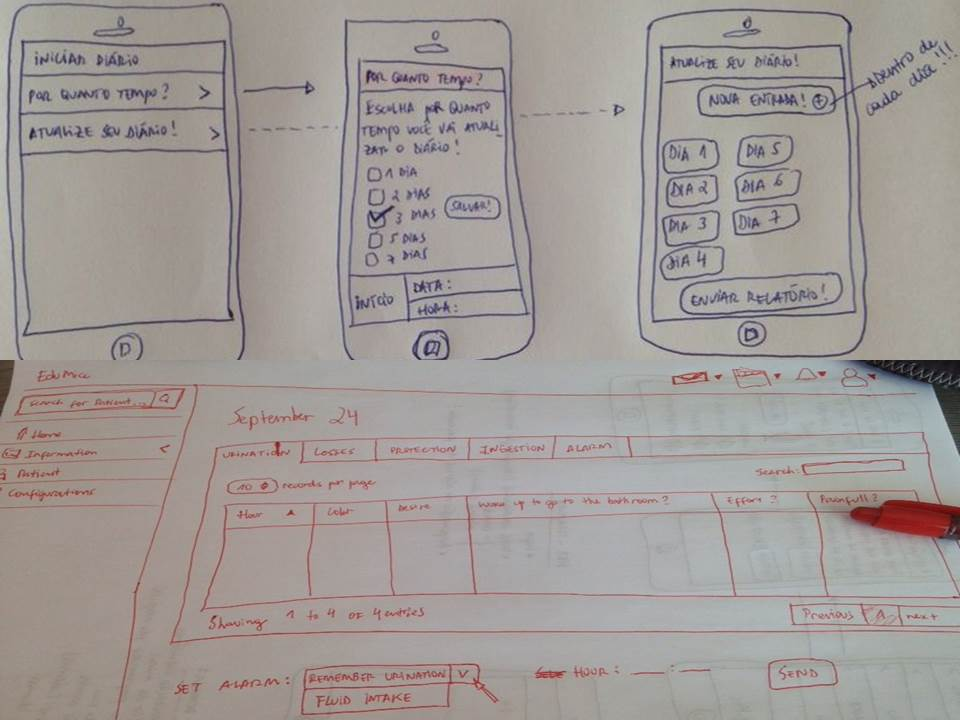 INICIAR DIÁRIO
POR QUANTO TEMPO? >
ATUALIZE SEU DIÁRIO! >
POR QUANTO TEMPO?
ESCOLHA POR QUANTO
TEMPO VOCÊ VAI ATUALI
ZAR O DIÁRIO!
1 DIA
2 DIAS
3 DIAS
SALVAR!
5 DIAS
7 DIAS
INÍCIO
DATA:
HORA:
ATUALIZE SEU DIÁRIO!
NOVA ENTRADA! +
Dentro de
cada dia!!!
DIA 1
DIA 5
DIA 2
DIA 6
DIA 3
DIA 7
DIA 4
ENVIAR RELATÓRIO!
Search for Patient...
Home
Information <
Patient
Configurations
September 24
URINATION
LOSSES
PROTECTION
INGESTION
ALARM
Search:
10 records per page
Hour
Color
Desire
Woke up to go to the bathroom?
Effort?
Painfull?
Showing 1 to 4 of 4 entries
Previous
1
next
SET ALARM:
REMEMBER URINATION V
FLUID INTAKE
HOUR: __:__
SEND